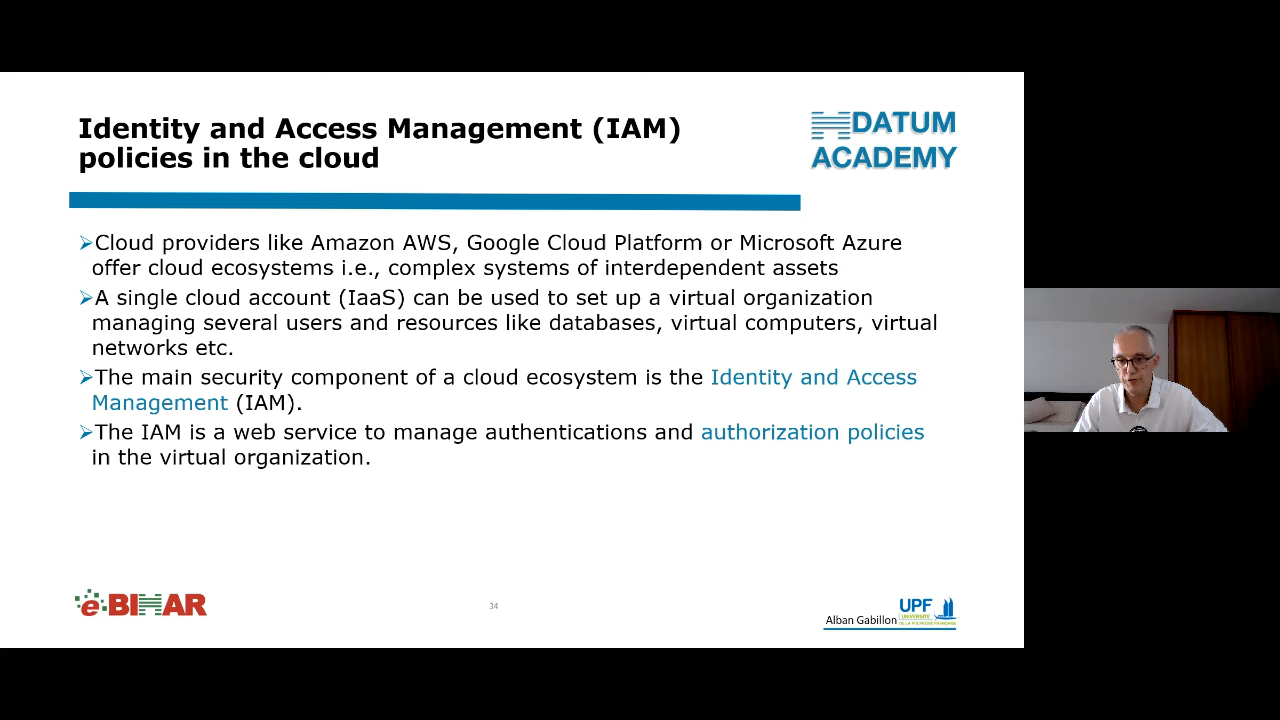 Identity and Access Management (IAM)
policies in the cloud
DATUM
ACADEMY
Cloud providers like Amazon AWS, Google Cloud Platform or Microsoft Azure
offer cloud ecosystems i.e., complex systems of interdependent assets
A single cloud account (IaaS) can be used to set up a virtual organization
managing several users and resources like databases, virtual computers, virtual
networks etc.
The main security component of a cloud ecosystem is the Identity and Access
Management (IAM).
The IAM is a web service to manage authentications and authorization policies
in the virtual organization.
e-BIHAR
34
Alban Gabillon
UPF
UNIVERSITÉ
DE LA POLYNÉSIE FRANÇAISE